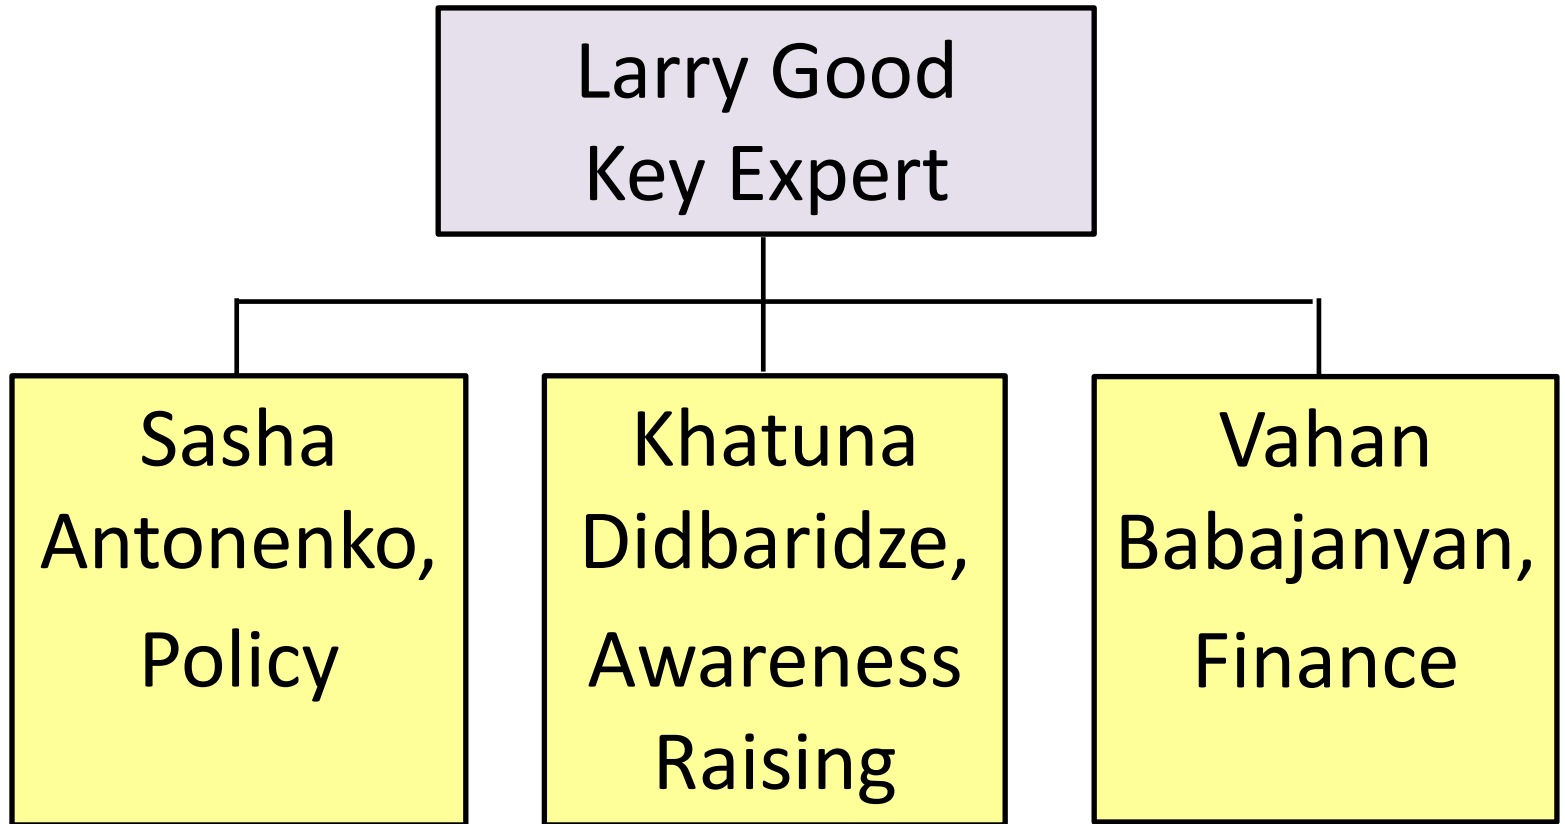 Larry Good
Key Expert
Sasha
Antonenko,
Policy
Khatuna
Didbaridze,
Awareness
Raising
Vahan
Babajanyan,
Finance